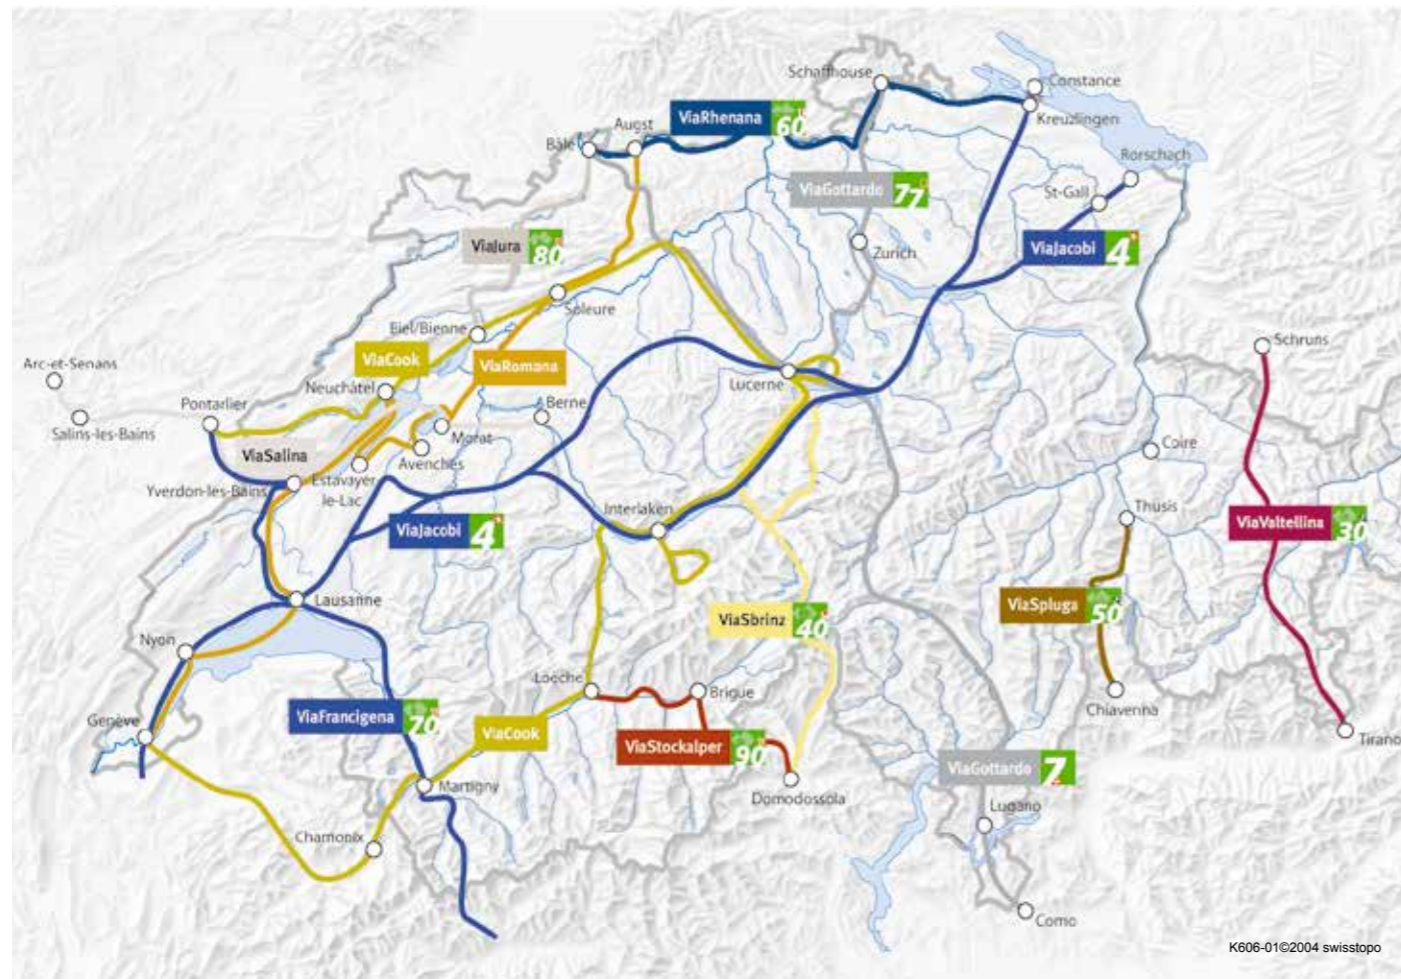 Schaffhouse
Constance
Kreuzlingen
ViaRhenana 60
Augst
Bâle
Rorschach
ViaGottardo 77
St-Gall
ViaJura 80
Zurich
ViaJacobi 4
Soleure
Biel/Bienne
Schruns
ViaCook
ViaRomana
Arc-et-Senans
Neuchâtel
Lucerne
Pontarlier
Berne
Salins-les-Bains
Morat
Coire
ViaSalina
Avenches
Yverdon-les-Bains
Estavayer
le-Lac
Interlaken
Thusis
ViaJacobi 4
ViaValtellina 30
Lausanne
ViaSpluga 50
ViaSbrinz 40
Nyon
Loèche
Brigue
Chiavenna
Genève
ViaFrancigena 70
ViaCook
ViaStockalper 90
Tirano
ViaGottardo 7
Martigny
Domodossola
Lugano
Chamonix
Como
K606-01©2004 swisstopo